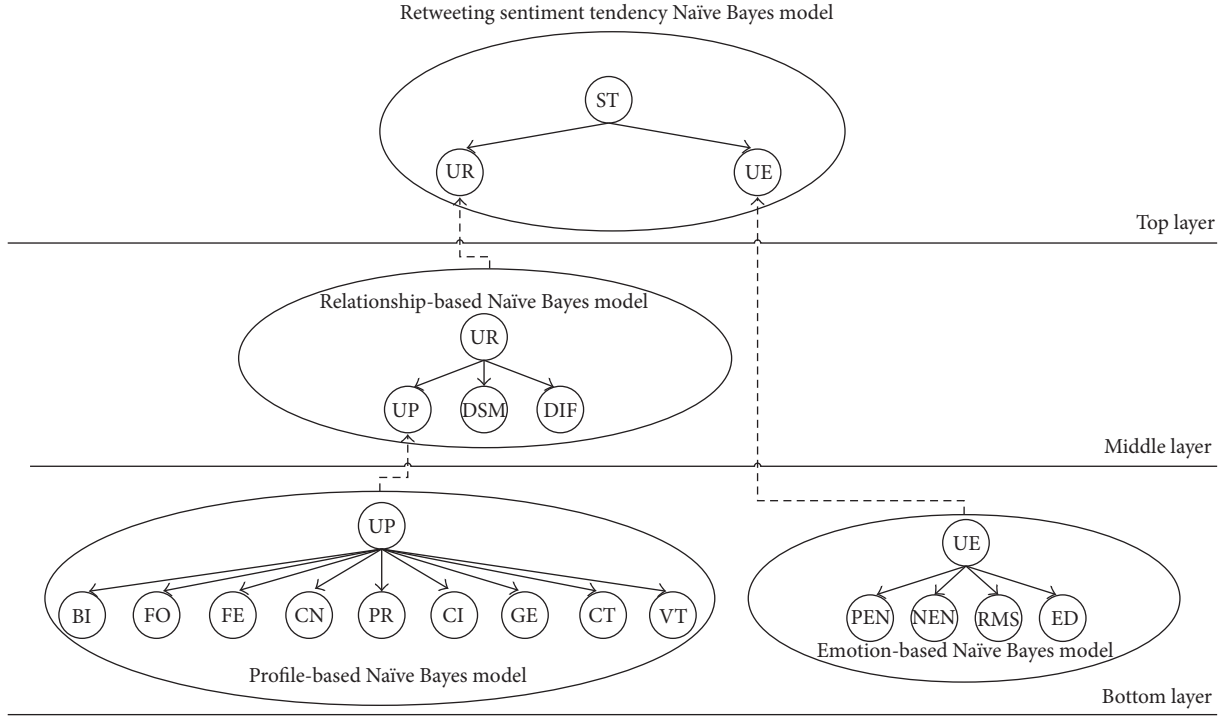 Retweeting sentiment tendency Naïve Bayes model
ST
UR
UE
Top layer
Relationship-based Naïve Bayes model
UR
UP
DSM
DIF
Middle layer
UP
BI
FO
FE
CN
PR
CI
GE
CT
VT
Profile-based Naïve Bayes model
UE
PEN
NEN
RMS
ED
Emotion-based Naïve Bayes model
Bottom layer